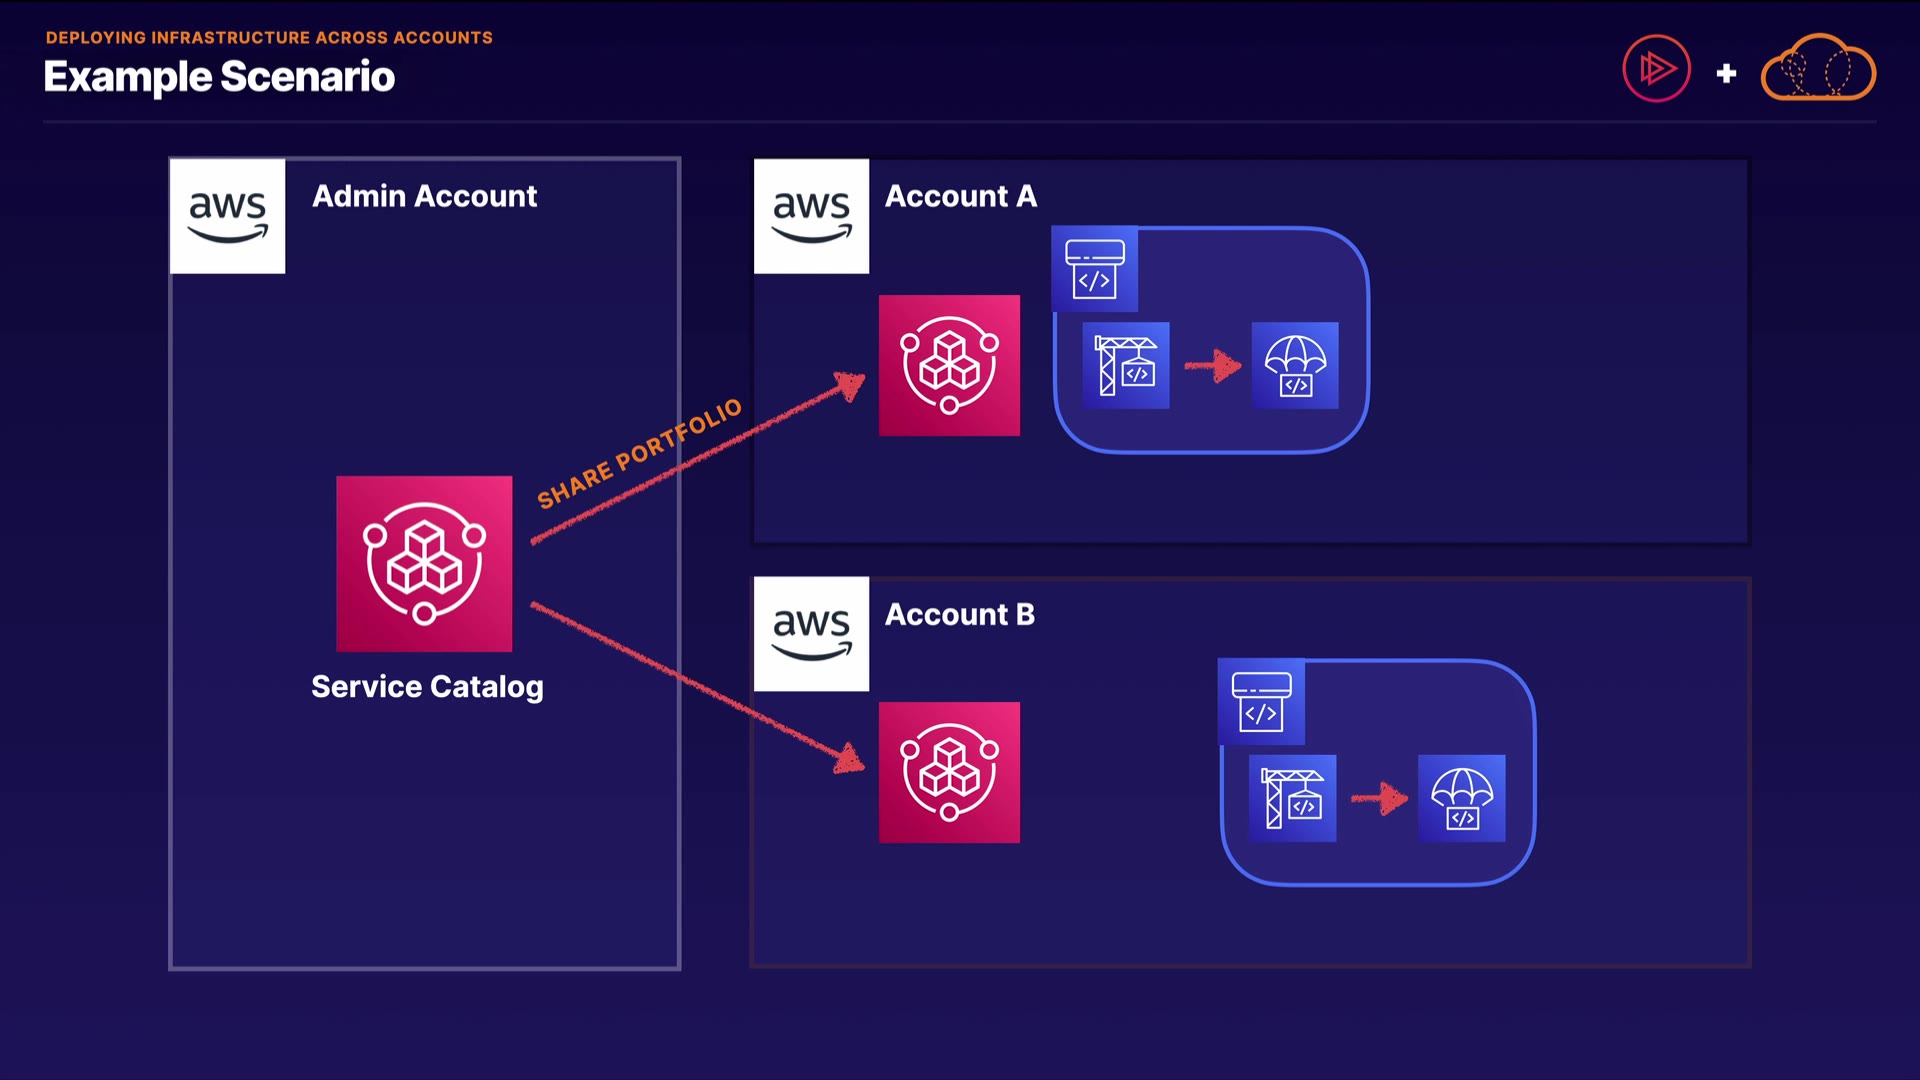 DEPLOYING INFRASTRUCTURE ACROSS ACCOUNTS
Example Scenario
aws
Admin Account
SHARE PORTFOLIO
Service Catalog
aws
Account A
</>
</>
</>
aws
Account B
</>
</>
</>